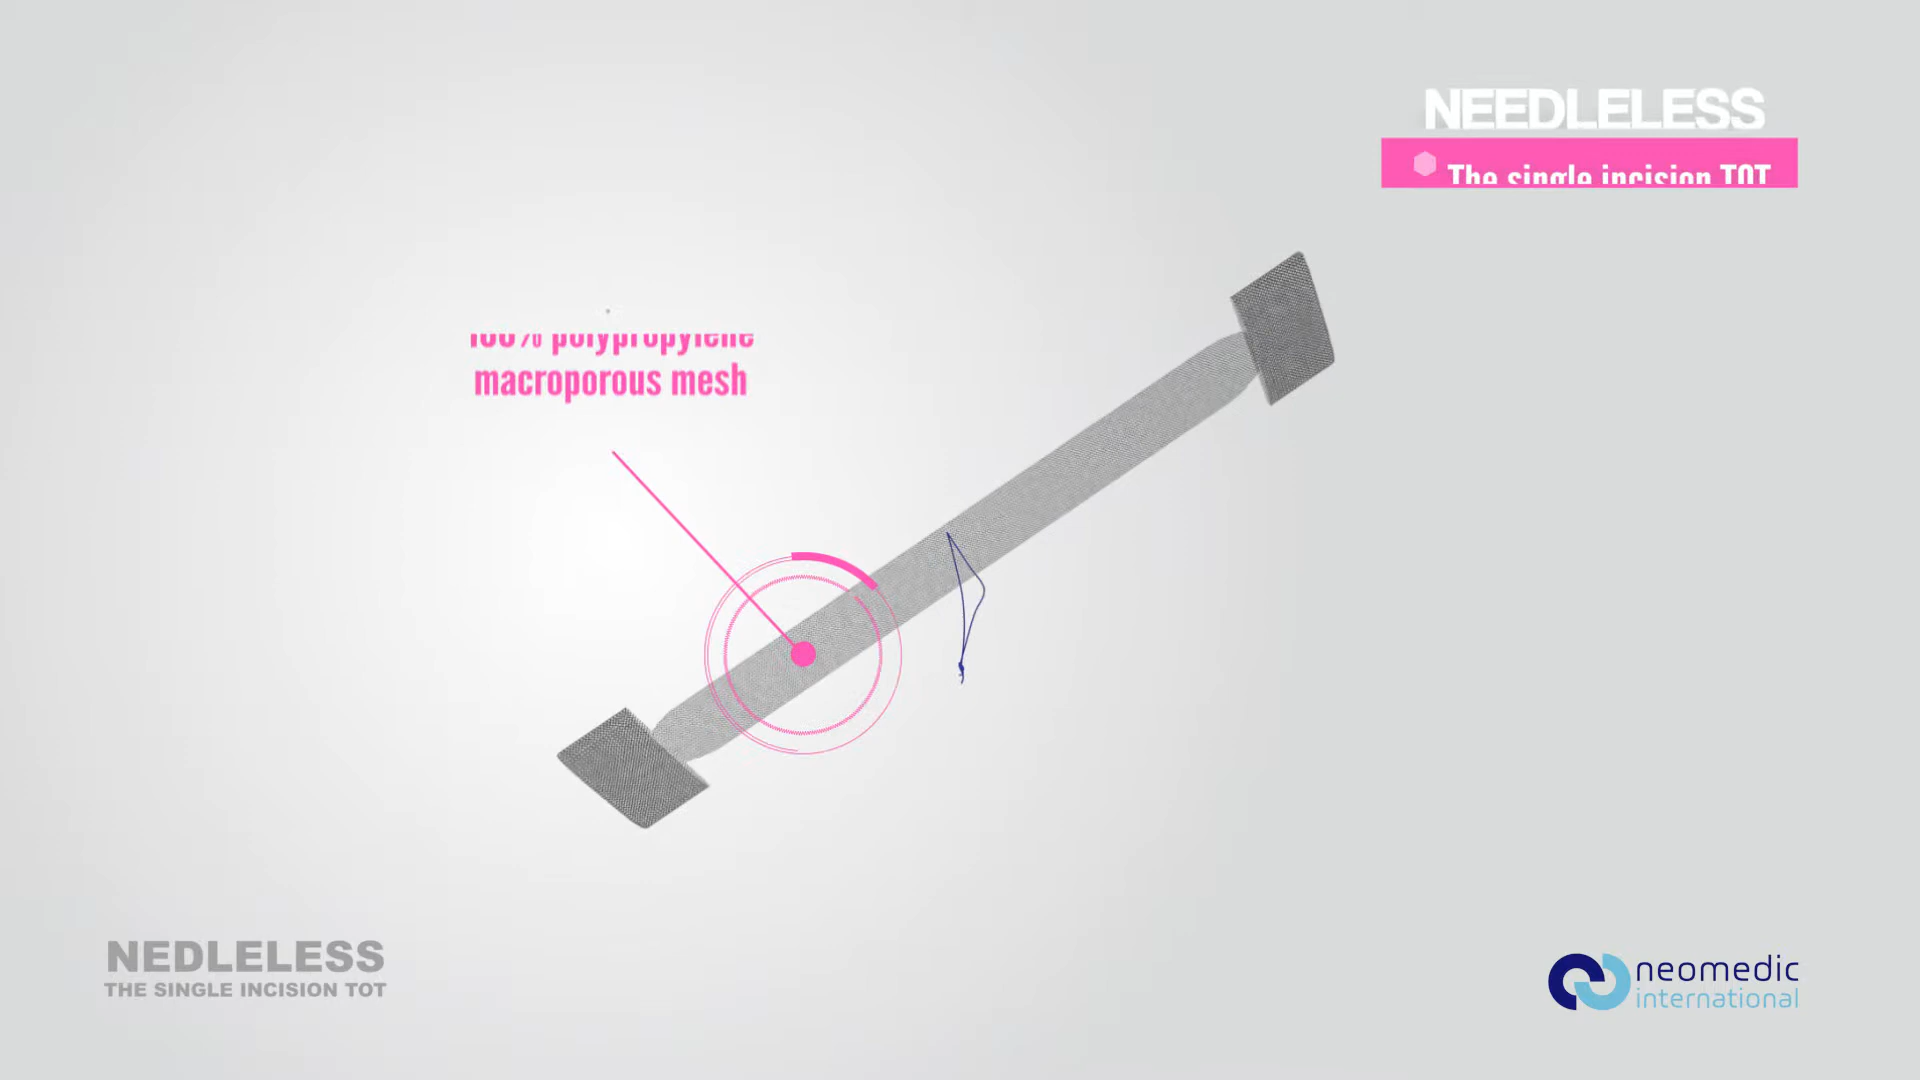 NEEDLELESS
The single incision TOT
100% polypropylene
macroporous mesh
NEDLELESS
THE SINGLE INCISION TOT
neomedic
international